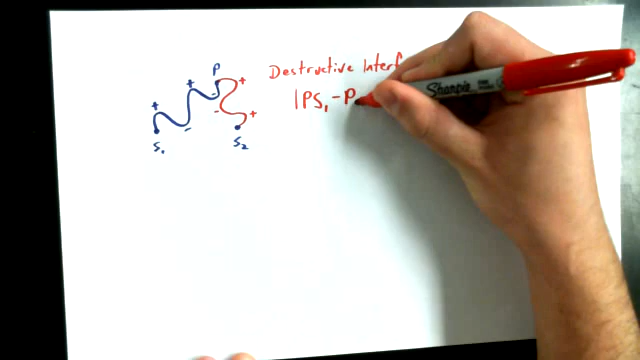 P
Destructive Interf
|PS₁ - P
+ + - - + - +
S₁ S₂
Sharpie